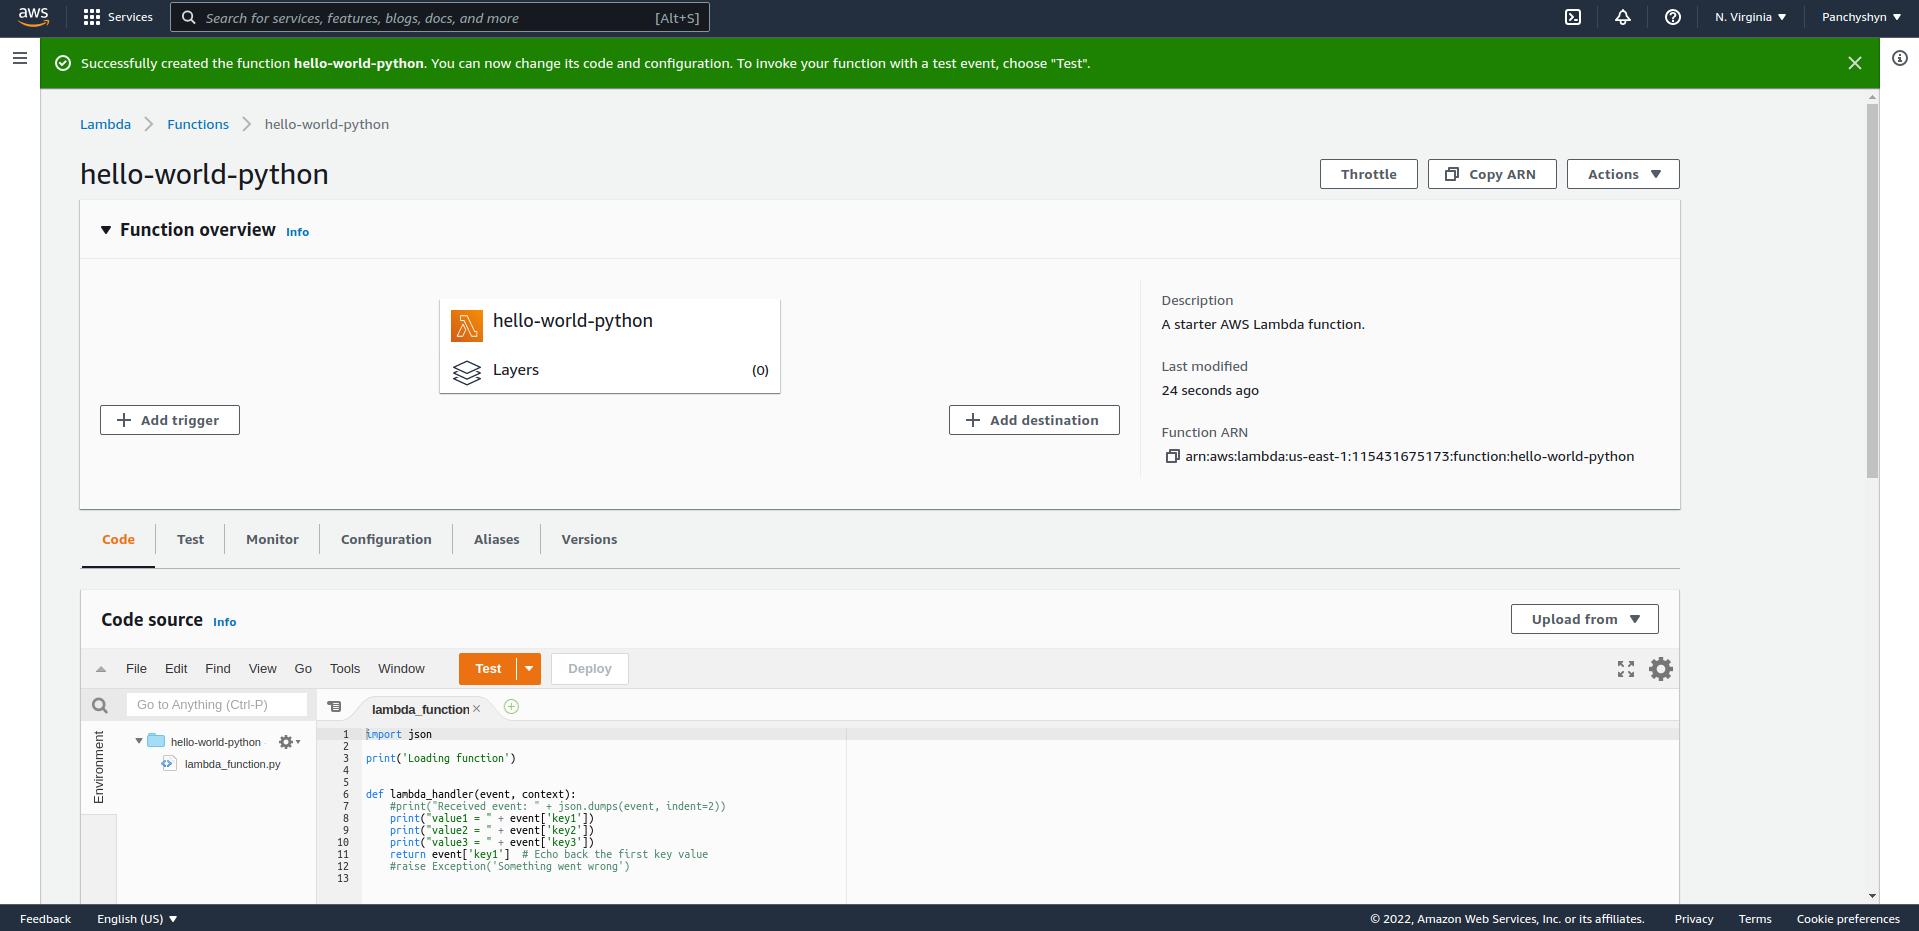 aws Services Search for services, features, blogs, docs, and more [Alt+S] N. Virginia Panchyshyn
Successfully created the function hello-world-python. You can now change its code and configuration. To invoke your function with a test event, choose "Test".
Lambda Functions hello-world-python
hello-world-python Throttle Copy ARN Actions
Function overview Info
hello-world-python
Layers (0)
Add trigger
Add destination
Description
A starter AWS Lambda function.
Last modified
24 seconds ago
Function ARN
arn:aws:lambda:us-east-1:115431675173:function:hello-world-python
Code Test Monitor Configuration Aliases Versions
Code source Info Upload from
File Edit Find View Go Tools Window Test Deploy
Go to Anything (Ctrl-P)
Environment
hello-world-python
lambda_function.py
lambda_function
1 import json
2
3 print('Loading function')
4
5
6 def lambda_handler(event, context):
7 #print("Received event: " + json.dumps(event, indent=2))
8 print("value1 = " + event['key1'])
9 print("value2 = " + event['key2'])
10 print("value3 = " + event['key3'])
11 return event['key1']  # Echo back the first key value
12 #raise Exception('Something went wrong')
13
Feedback English (US) © 2022, Amazon Web Services, Inc. or its affiliates. Privacy Terms Cookie preferences